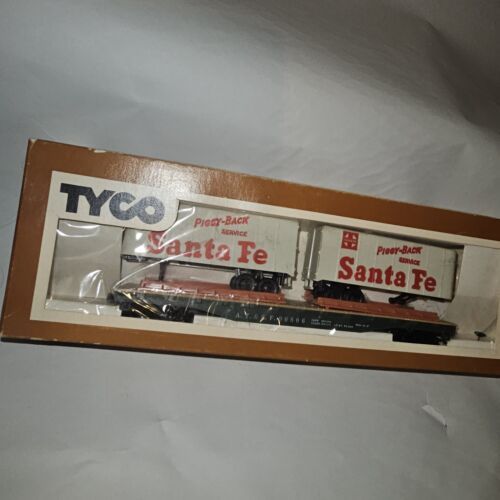 TYCO
PIGGY-BACK
SERVICE
Santa Fe
PIGGY-BACK
SERVICE
Santa Fe